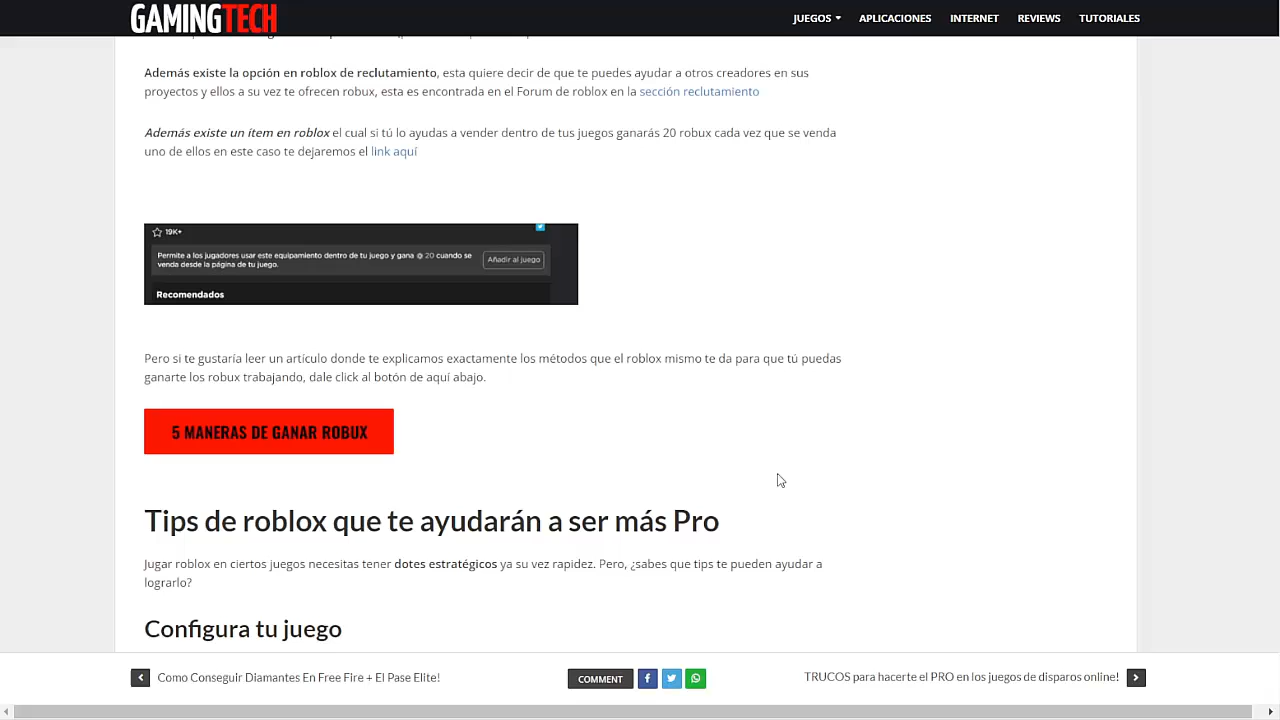 GAMINGTECH
JUEGOS APLICACIONES INTERNET REVIEWS TUTORIALES
Además existe la opción en roblox de reclutamiento, esta quiere decir de que te puedes ayudar a otros creadores en sus
proyectos y ellos a su vez te ofrecen robux, esta es encontrada en el Forum de roblox en la sección reclutamiento
Además existe un ítem en roblox el cual si tú lo ayudas a vender dentro de tus juegos ganarás 20 robux cada vez que se venda
uno de ellos en este caso te dejaremos el link aquí
19K+
Permite a los jugadores usar este equipamiento dentro de tu juego y gana 20 cuando se
venda desde la página de tu juego.
Añadir al juego
Recomendados
Pero si te gustaría leer un artículo donde te explicamos exactamente los métodos que el roblox mismo te da para que tú puedas
ganarte los robux trabajando, dale click al botón de aquí abajo.
5 MANERAS DE GANAR ROBUX
Tips de roblox que te ayudarán a ser más Pro
Jugar roblox en ciertos juegos necesitas tener dotes estratégicos ya su vez rapidez. Pero, ¿sabes que tips te pueden ayudar a
lograrlo?
Configura tu juego
Como Conseguir Diamantes En Free Fire + El Pase Elite!
COMMENT
TRUCOS para hacerte el PRO en los juegos de disparos online!